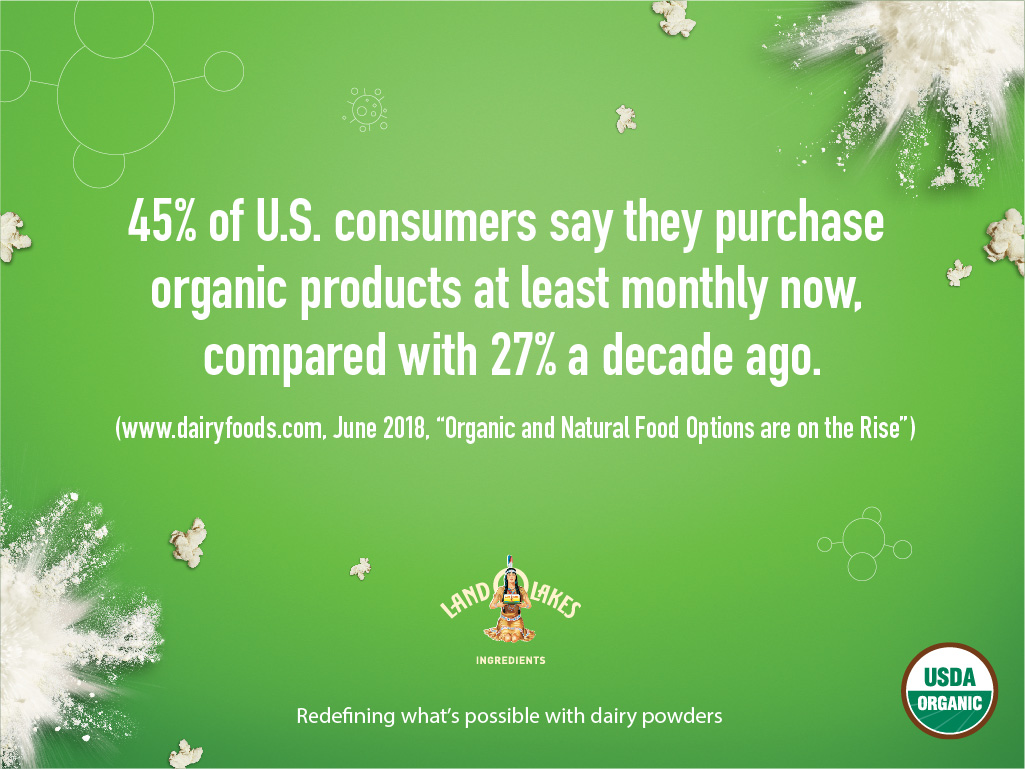 45% of U.S. consumers say they purchase
organic products at least monthly now,
compared with 27% a decade ago.
(www.dairyfoods.com, June 2018, “Organic and Natural Food Options are on the Rise”)
LAND O LAKES
INGREDIENTS
Redefining what’s possible with dairy powders
USDA
ORGANIC